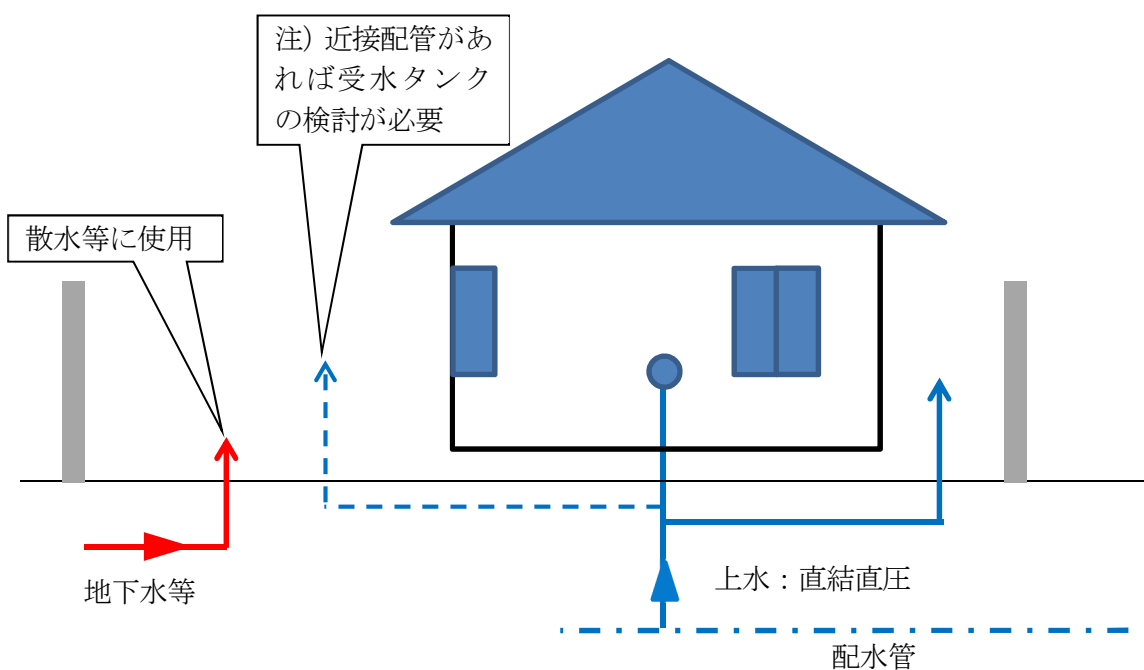 注）近接配管があ
れば受水タンク
の検討が必要
散水等に使用
地下水等
上水：直結直圧
配水管